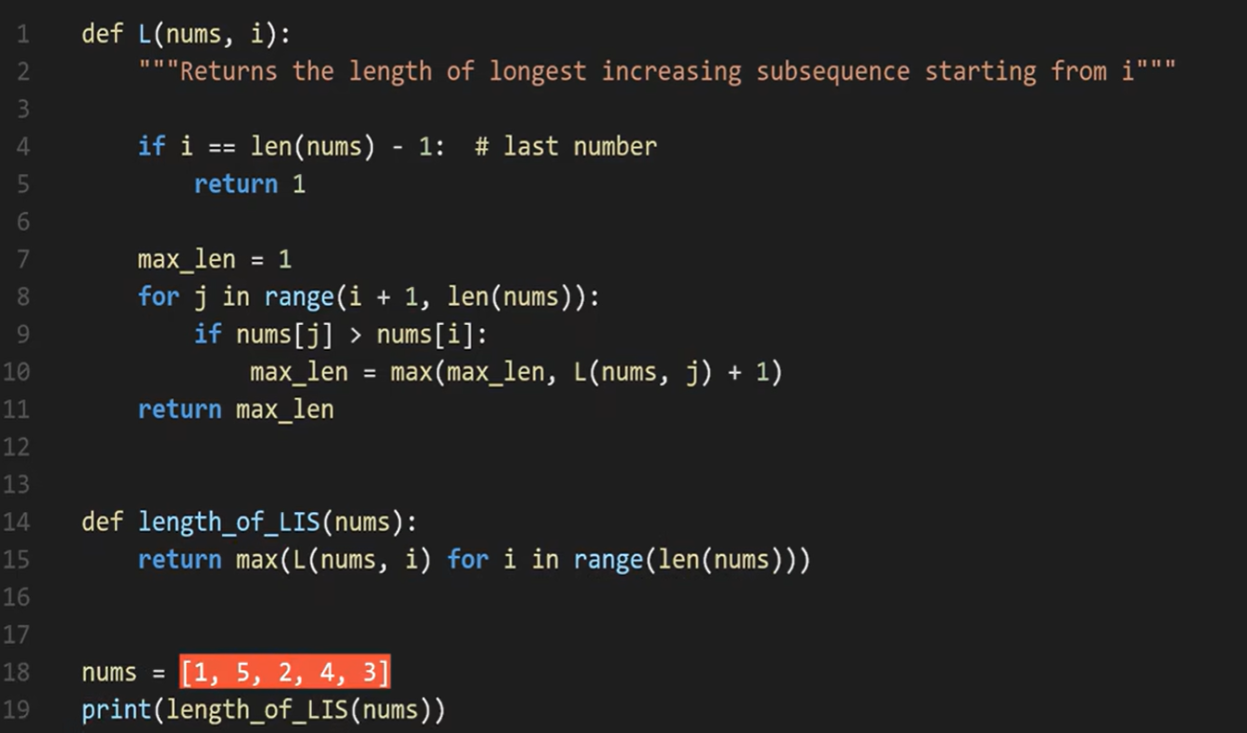 1 def L(nums, i):
2 """Returns the length of longest increasing subsequence starting from i"""
3
4 if i == len(nums) - 1: # last number
5 return 1
6
7 max_len = 1
8 for j in range(i + 1, len(nums)):
9 if nums[j] > nums[i]:
10 max_len = max(max_len, L(nums, j) + 1)
11 return max_len
12
13
14 def length_of_LIS(nums):
15 return max(L(nums, i) for i in range(len(nums)))
16
17
18 nums = [1, 5, 2, 4, 3]
19 print(length_of_LIS(nums))